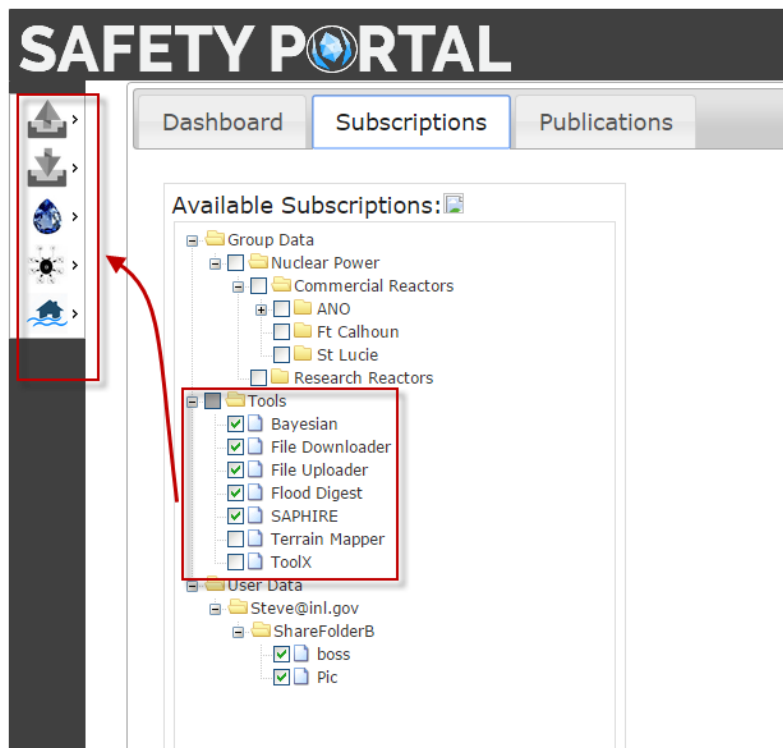 SAFETY PORTAL
Dashboard Subscriptions Publications
Available Subscriptions:
Group Data
Nuclear Power
Commercial Reactors
ANO
Ft Calhoun
St Lucie
Research Reactors
Tools
Bayesian
File Downloader
File Uploader
Flood Digest
SAPHIRE
Terrain Mapper
ToolX
User Data
Steve@inl.gov
ShareFolderB
boss
Pic